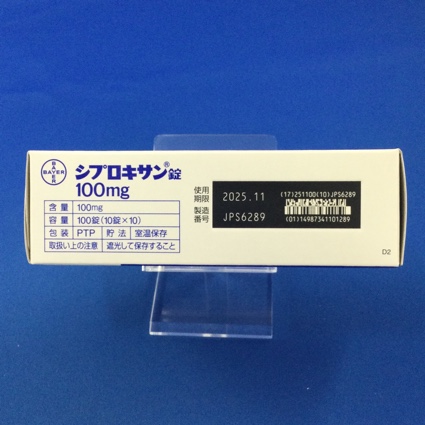 BAYER
BAYER
シプロキサン®錠
100mg
含量 100mg
容量 100錠(10錠×10)
包装 PTP 貯法 室温保存
取扱い上の注意 遮光して保存すること
使用期限 2025.11
製造番号 JPS6289
(17)251100(10)JPS6289
(01)14987341101289
D2